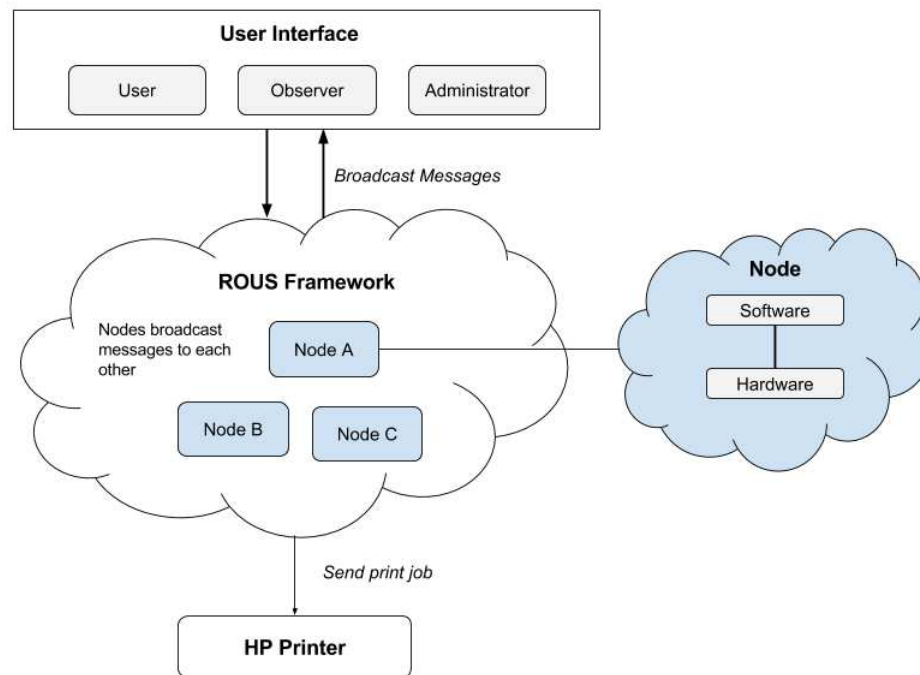 User Interface
User
Observer
Administrator
Broadcast Messages
ROUS Framework
Nodes broadcast
messages to each
other
Node A
Node B
Node C
Node
Software
Hardware
Send print job
HP Printer